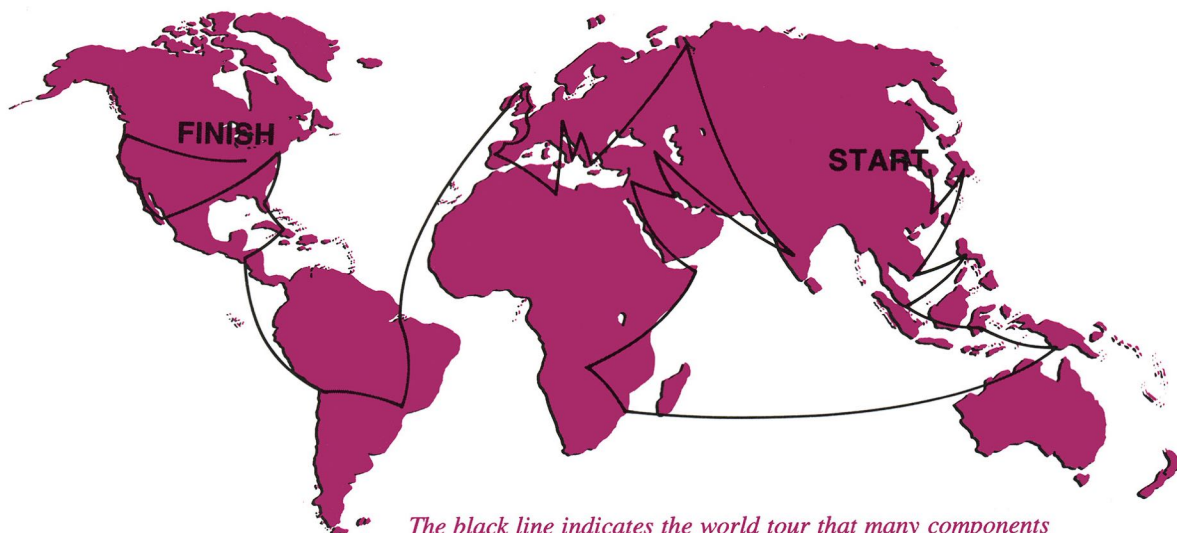 FINISH
START
The black line indicates the world tour that many components